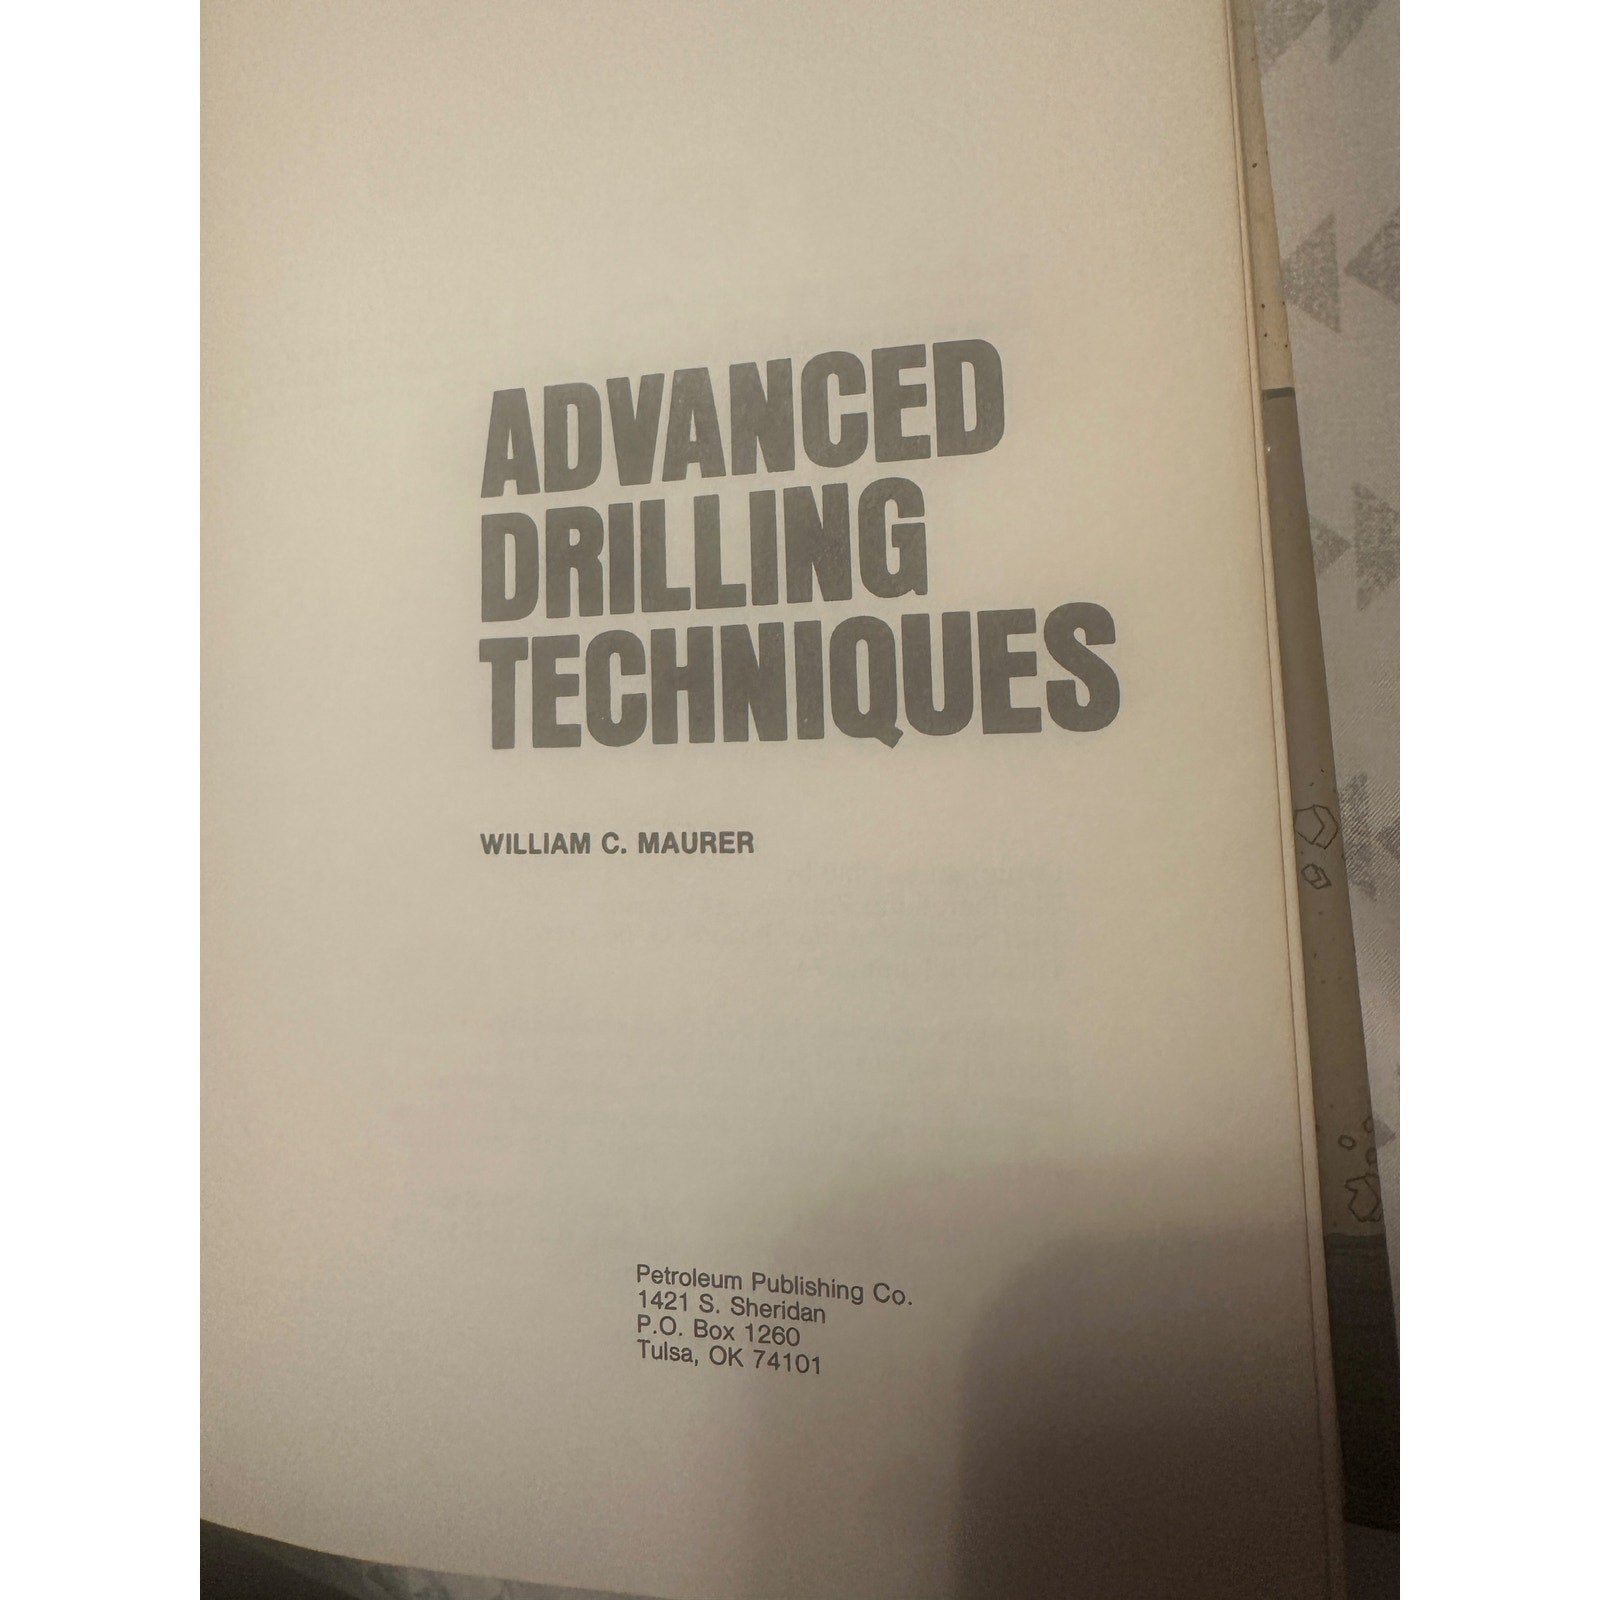 ADVANCED
DRILLING
TECHNIQUES
WILLIAM C. MAURER
Petroleum Publishing Co.
1421 S. Sheridan
P.O. Box 1260
Tulsa, OK 74101